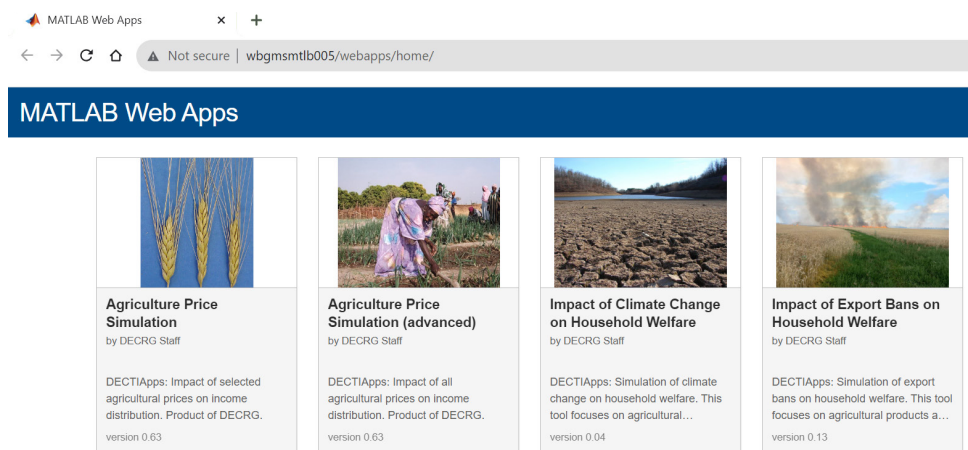 MATLAB Web Apps
Not secure | wbgmsmtlb005/webapps/home/
MATLAB Web Apps
Agriculture Price
Simulation
by DECRG Staff
DECTIApps: Impact of selected
agricultural prices on income
distribution. Product of DECRG.
version 0.63
Agriculture Price
Simulation (advanced)
by DECRG Staff
DECTIApps: Impact of all
agricultural prices on income
distribution. Product of DECRG.
version 0.63
Impact of Climate Change
on Household Welfare
by DECRG Staff
DECTIApps: Simulation of climate
change on household welfare. This
tool focuses on agricultural…
version 0.04
Impact of Export Bans on
Household Welfare
by DECRG Staff
DECTIApps: Simulation of export
bans on household welfare. This tool
focuses on agricultural products a…
version 0.13